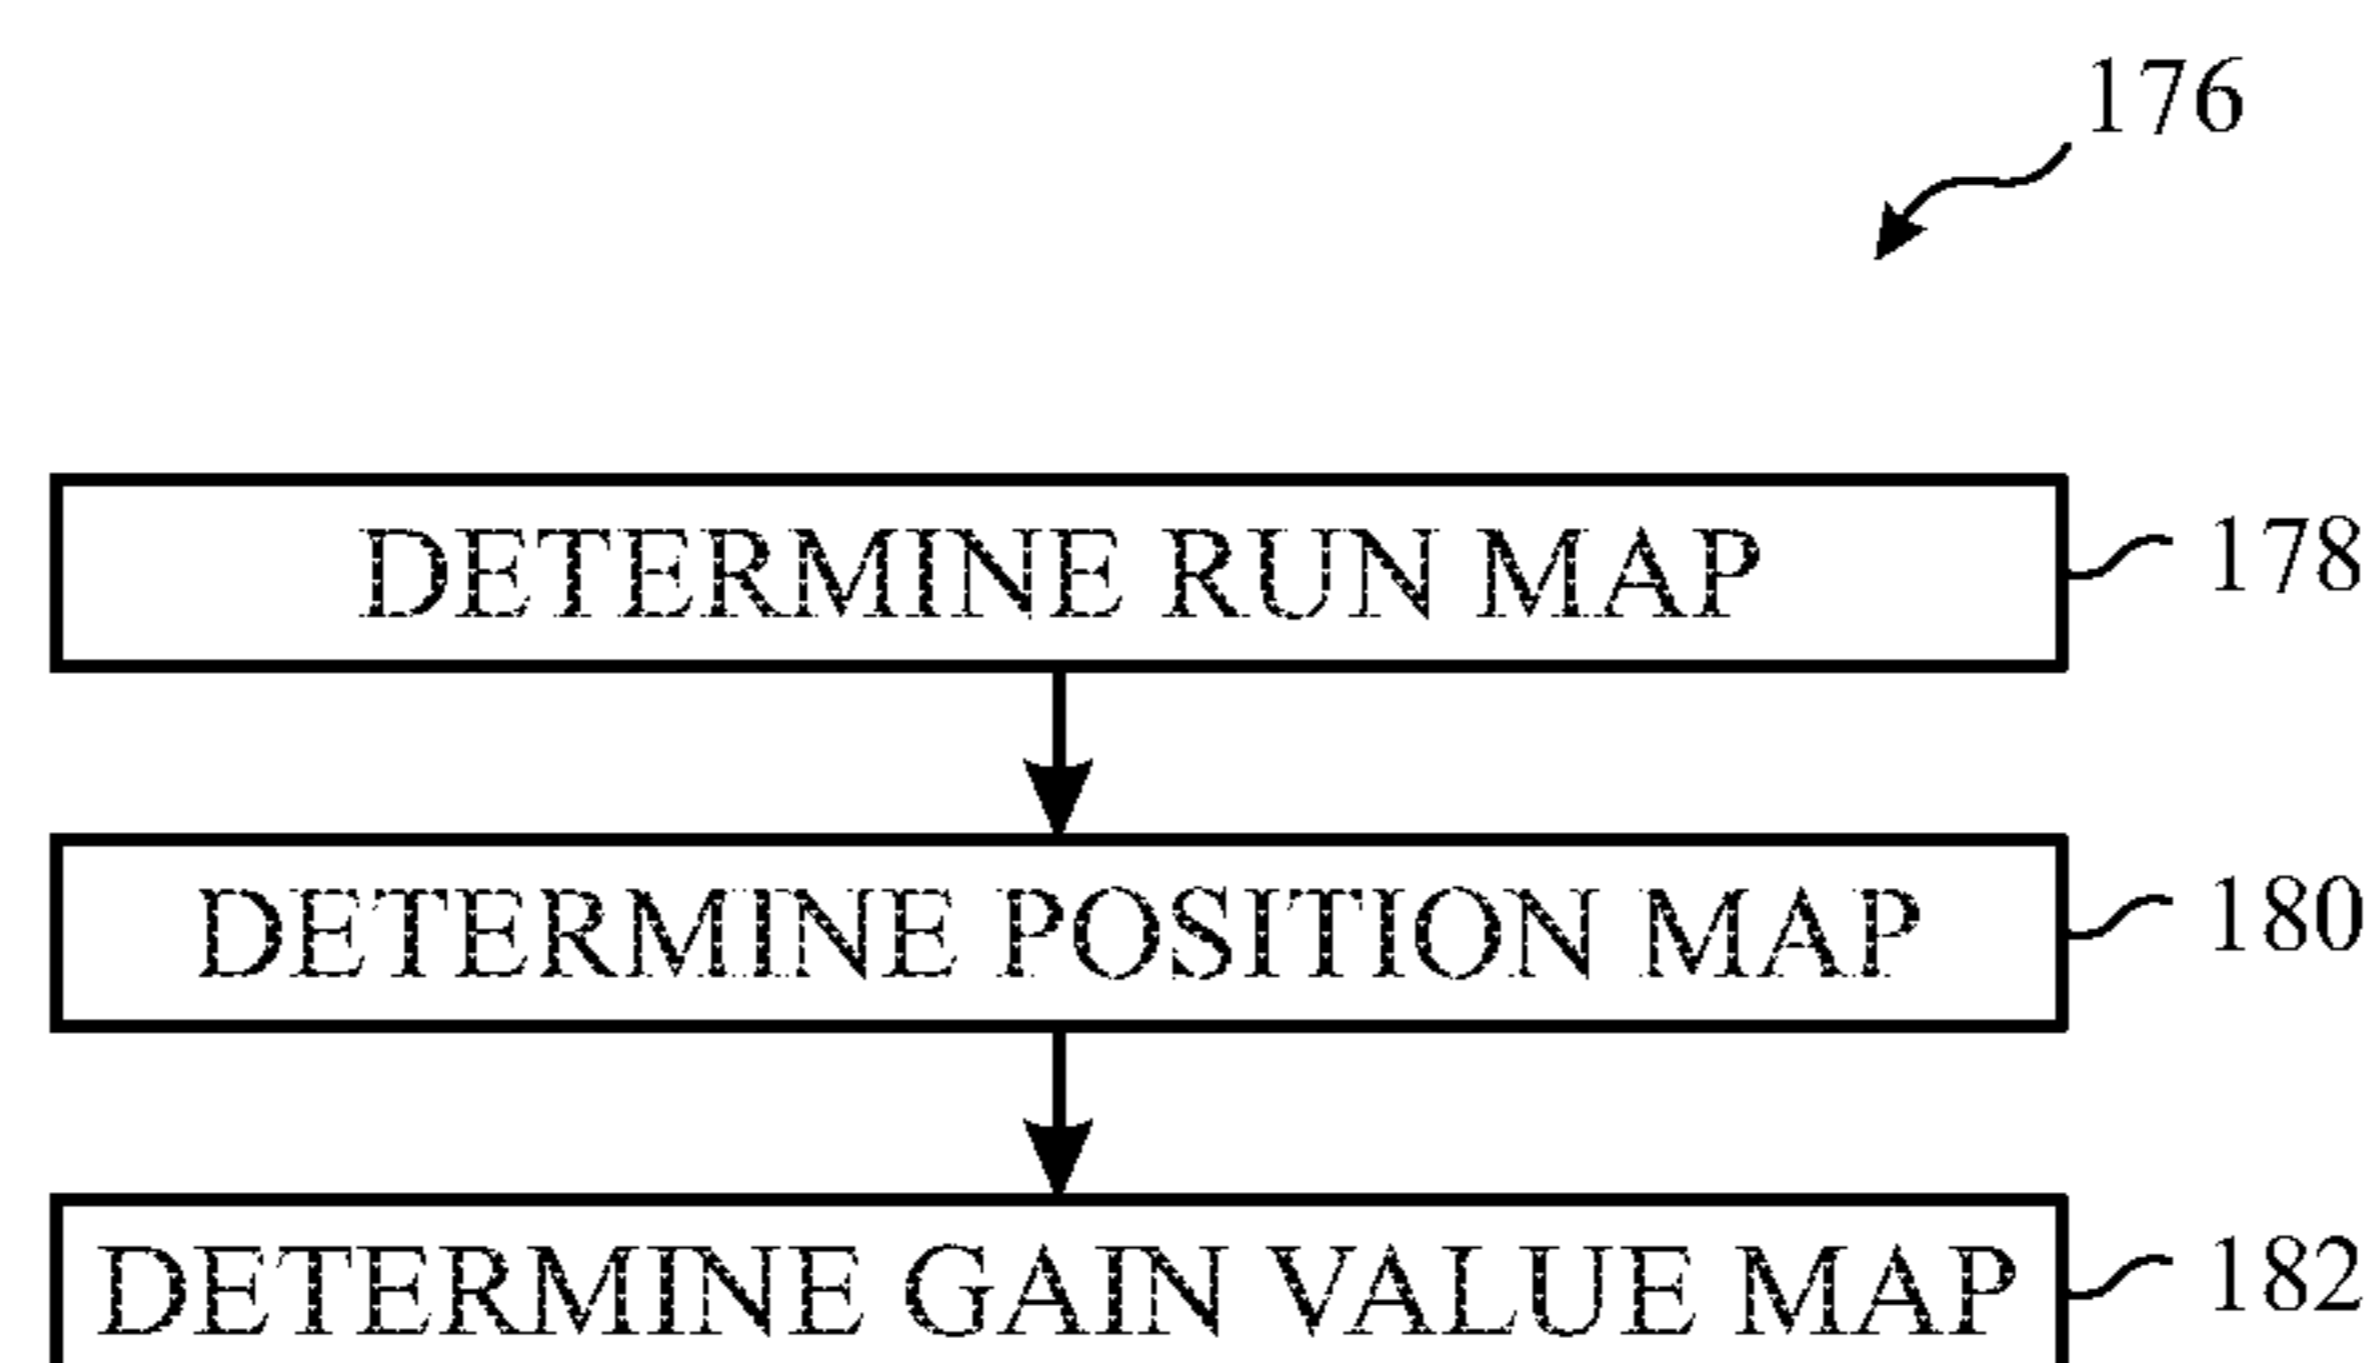 176
DETERMINE RUN MAP 178
DETERMINE POSITION MAP 180
DETERMINE GAIN VALUE MAP 182